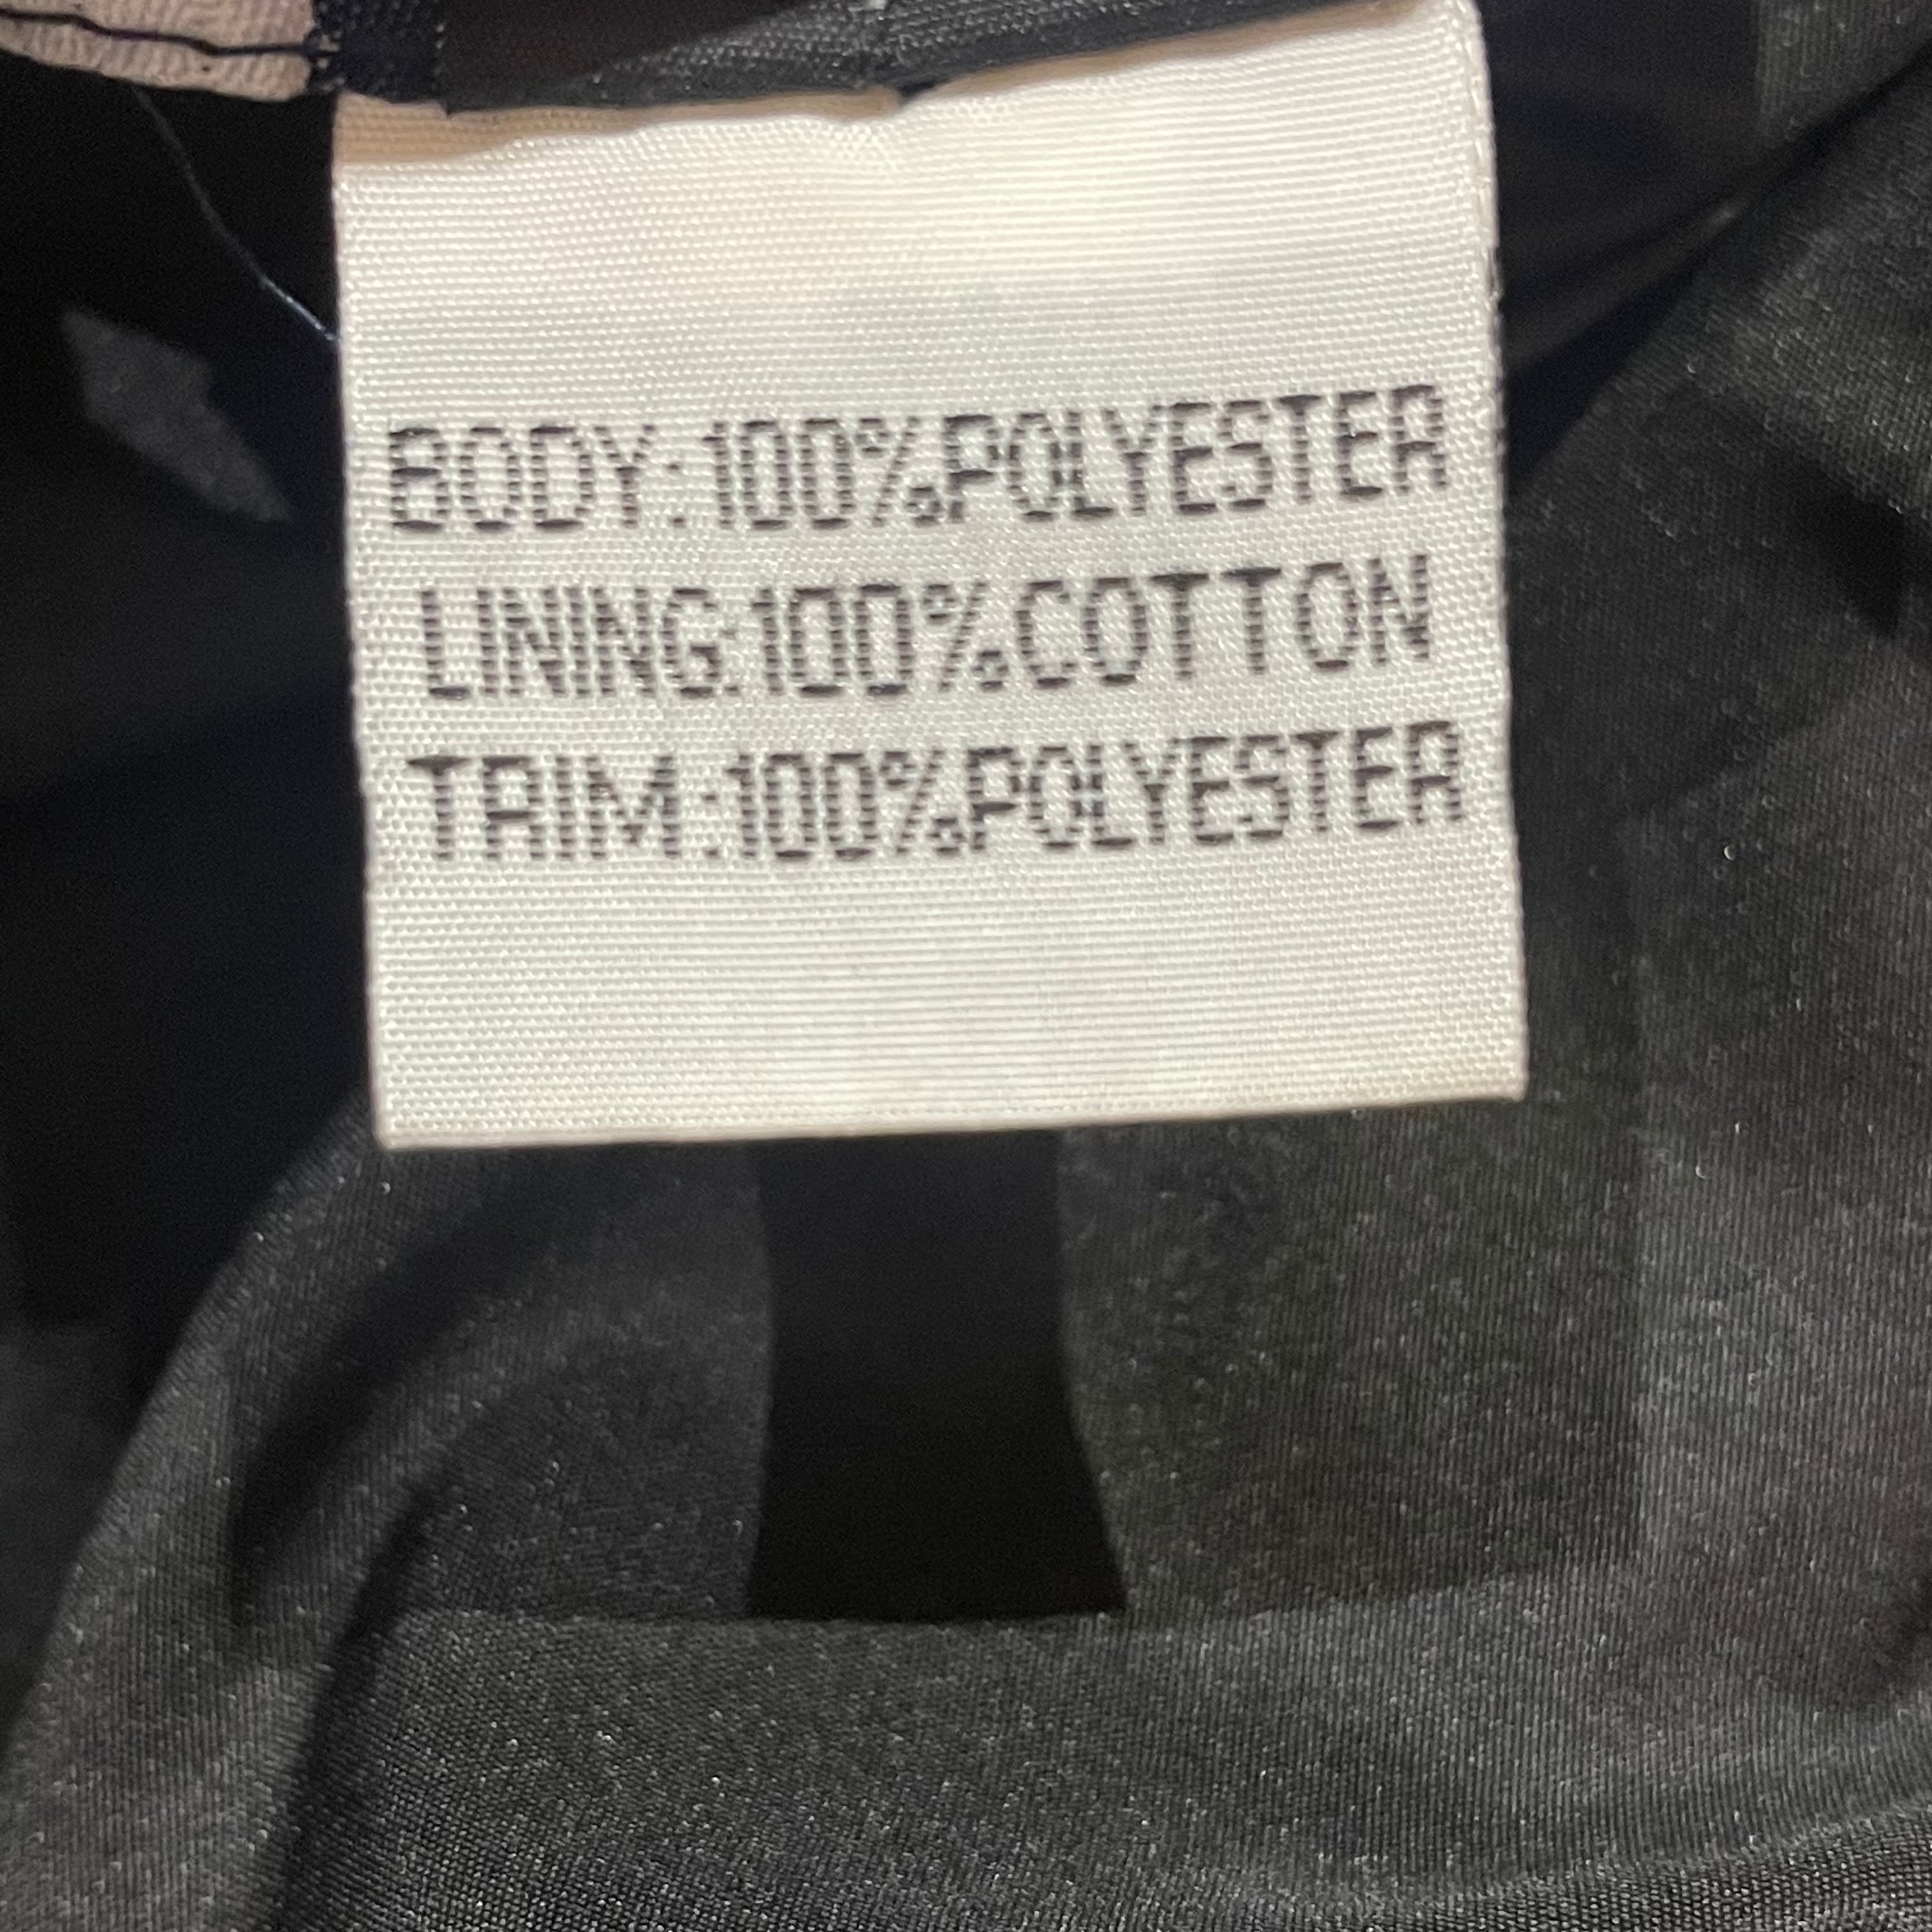 BODY:100%POLYESTER
LINING:100%COTTON
TRIM:100%POLYESTER